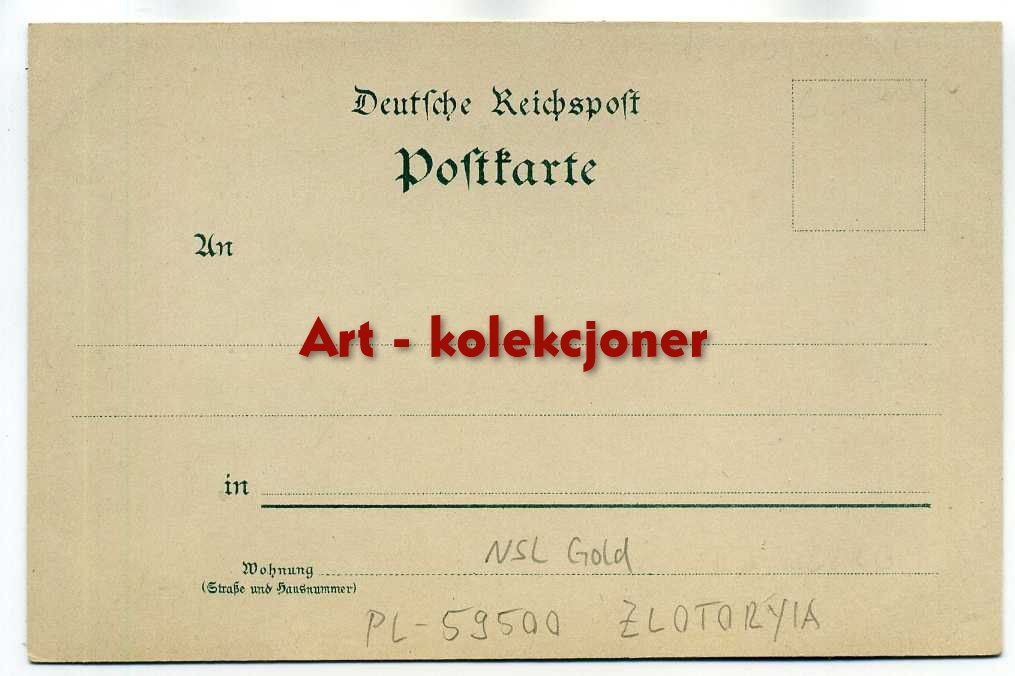 Deutsche Reichspost
Postkarte
An
Art - kolekcjoner
in
NSL Gold
Wohnung
(Straße und Hausnummer)
PL-59500 ZLOTORYIA